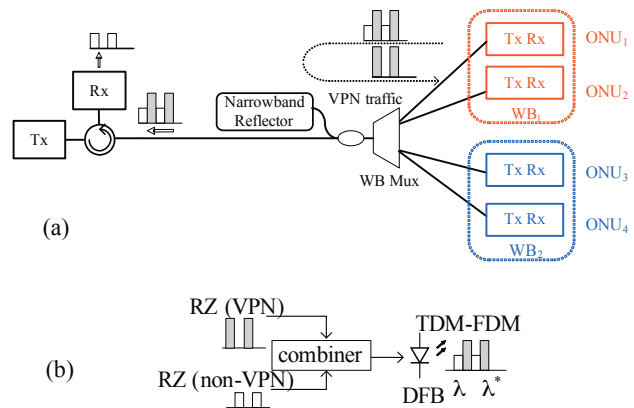 (a)
Tx
Rx
Narrowband
Reflector
VPN traffic
WB Mux
Tx Rx
ONU₁
Tx Rx
ONU₂
WB₁
Tx Rx
ONU₃
Tx Rx
ONU₄
WB₂
(b)
RZ (VPN)
RZ (non-VPN)
combiner
TDM-FDM
DFB
λ λ*